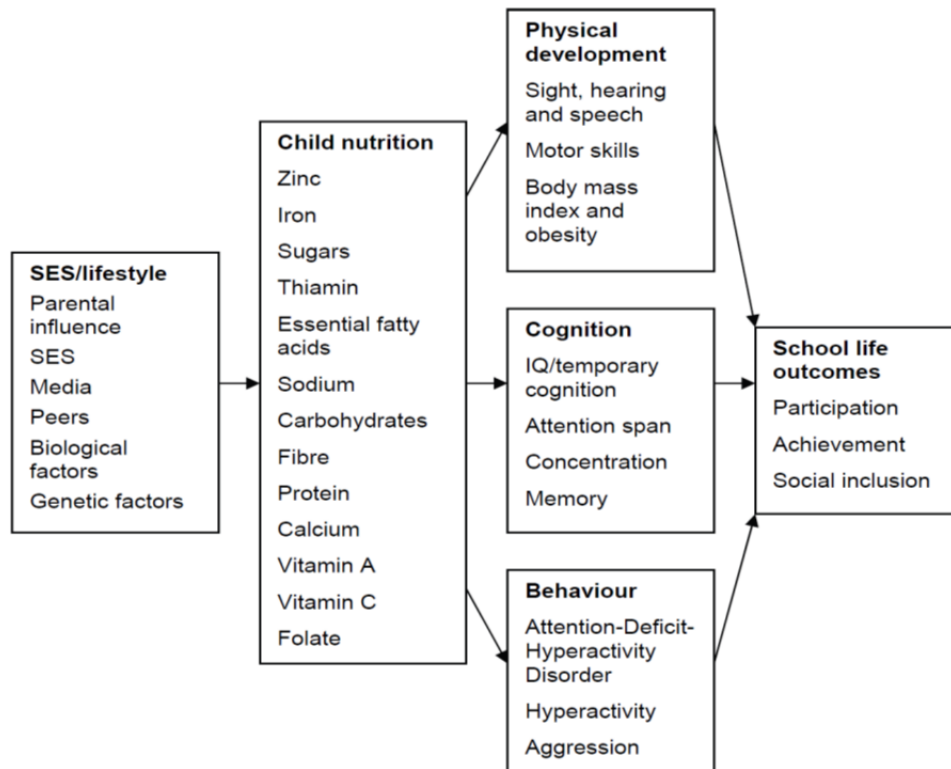 SES/lifestyle
Parental
influence
SES
Media
Peers
Biological
factors
Genetic factors
Child nutrition
Zinc
Iron
Sugars
Thiamin
Essential fatty
acids
Sodium
Carbohydrates
Fibre
Protein
Calcium
Vitamin A
Vitamin C
Folate
Physical
development
Sight, hearing
and speech
Motor skills
Body mass
index and
obesity
Cognition
IQ/temporary
cognition
Attention span
Concentration
Memory
Behaviour
Attention-Deficit-
Hyperactivity
Disorder
Hyperactivity
Aggression
School life
outcomes
Participation
Achievement
Social inclusion